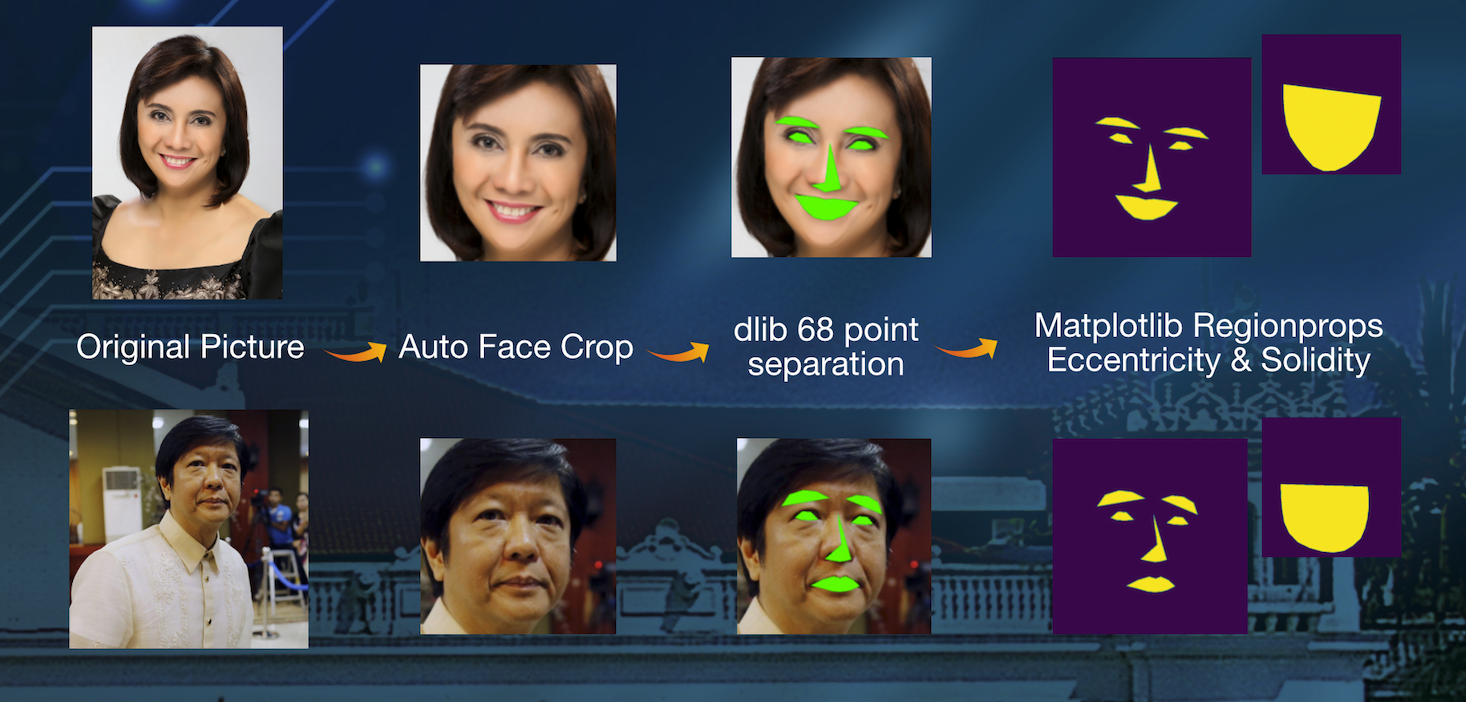 Original Picture
Auto Face Crop
dlib 68 point
separation
Matplotlib Regionprops
Eccentricity & Solidity